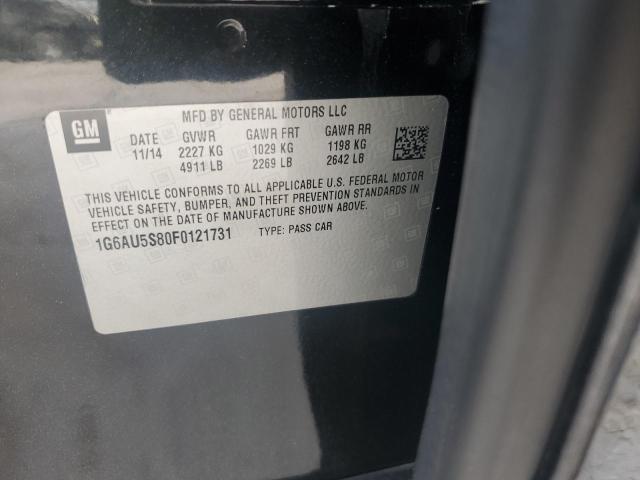 MFD BY GENERAL MOTORS LLC
GM
DATE GVWR GAWR FRT GAWR RR
11/14 2227 KG 1029 KG 1198 KG
4911 LB 2269 LB 2642 LB
THIS VEHICLE CONFORMS TO ALL APPLICABLE U.S. FEDERAL MOTOR
VEHICLE SAFETY, BUMPER, AND THEFT PREVENTION STANDARDS IN
EFFECT ON THE DATE OF MANUFACTURE SHOWN ABOVE.
1G6AU5S80F0121731 TYPE: PASS CAR